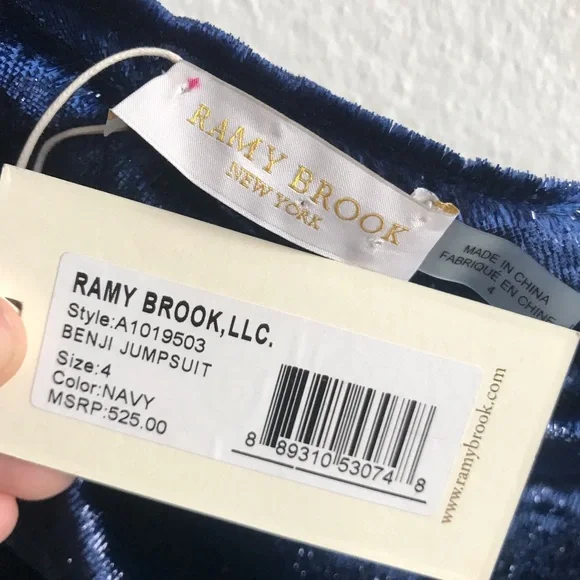 RAMY BROOK
NEW YORK
MADE IN CHINA
FABRIQUÉ EN CHINE
4
RAMY BROOK,LLC.
Style:A1019503
BENJI JUMPSUIT
Size:4
Color:NAVY
MSRP:525.00
8 89310 53074 8
www.ramybrook.com